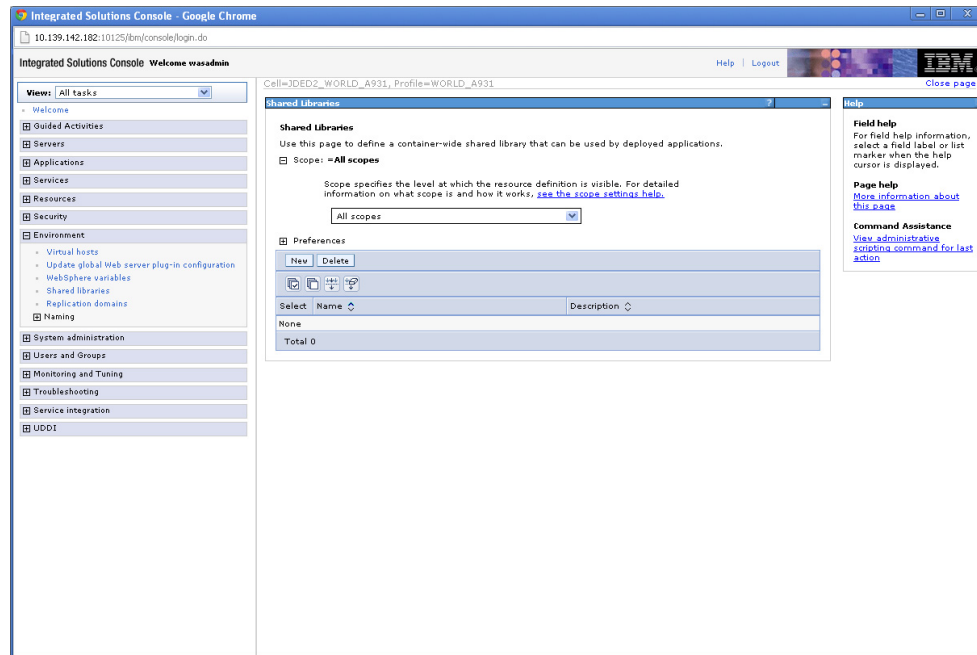 Integrated Solutions Console - Google Chrome
10.139.142.182:10125/ibm/console/login.do
Integrated Solutions Console Welcome wasadmin
Help | Logout
IBM.
View: All tasks
Cell=JDED2_WORLD_A931, Profile=WORLD_A931
Close page
Welcome
Guided Activities
Servers
Applications
Services
Resources
Security
Environment
Virtual hosts
Update global Web server plug-in configuration
WebSphere variables
Shared libraries
Replication domains
Naming
System administration
Users and Groups
Monitoring and Tuning
Troubleshooting
Service integration
UDDI
Shared Libraries
?
Shared Libraries
Use this page to define a container-wide shared library that can be used by deployed applications.
Scope: =All scopes
Scope specifies the level at which the resource definition is visible. For detailed
information on what scope is and how it works, see the scope settings help.
All scopes
Preferences
New Delete
Select Name Description
None
Total 0
Help
Field help
For field help information,
select a field label or list
marker when the help
cursor is displayed.
Page help
More information about
this page
Command Assistance
View administrative
scripting command for last
action